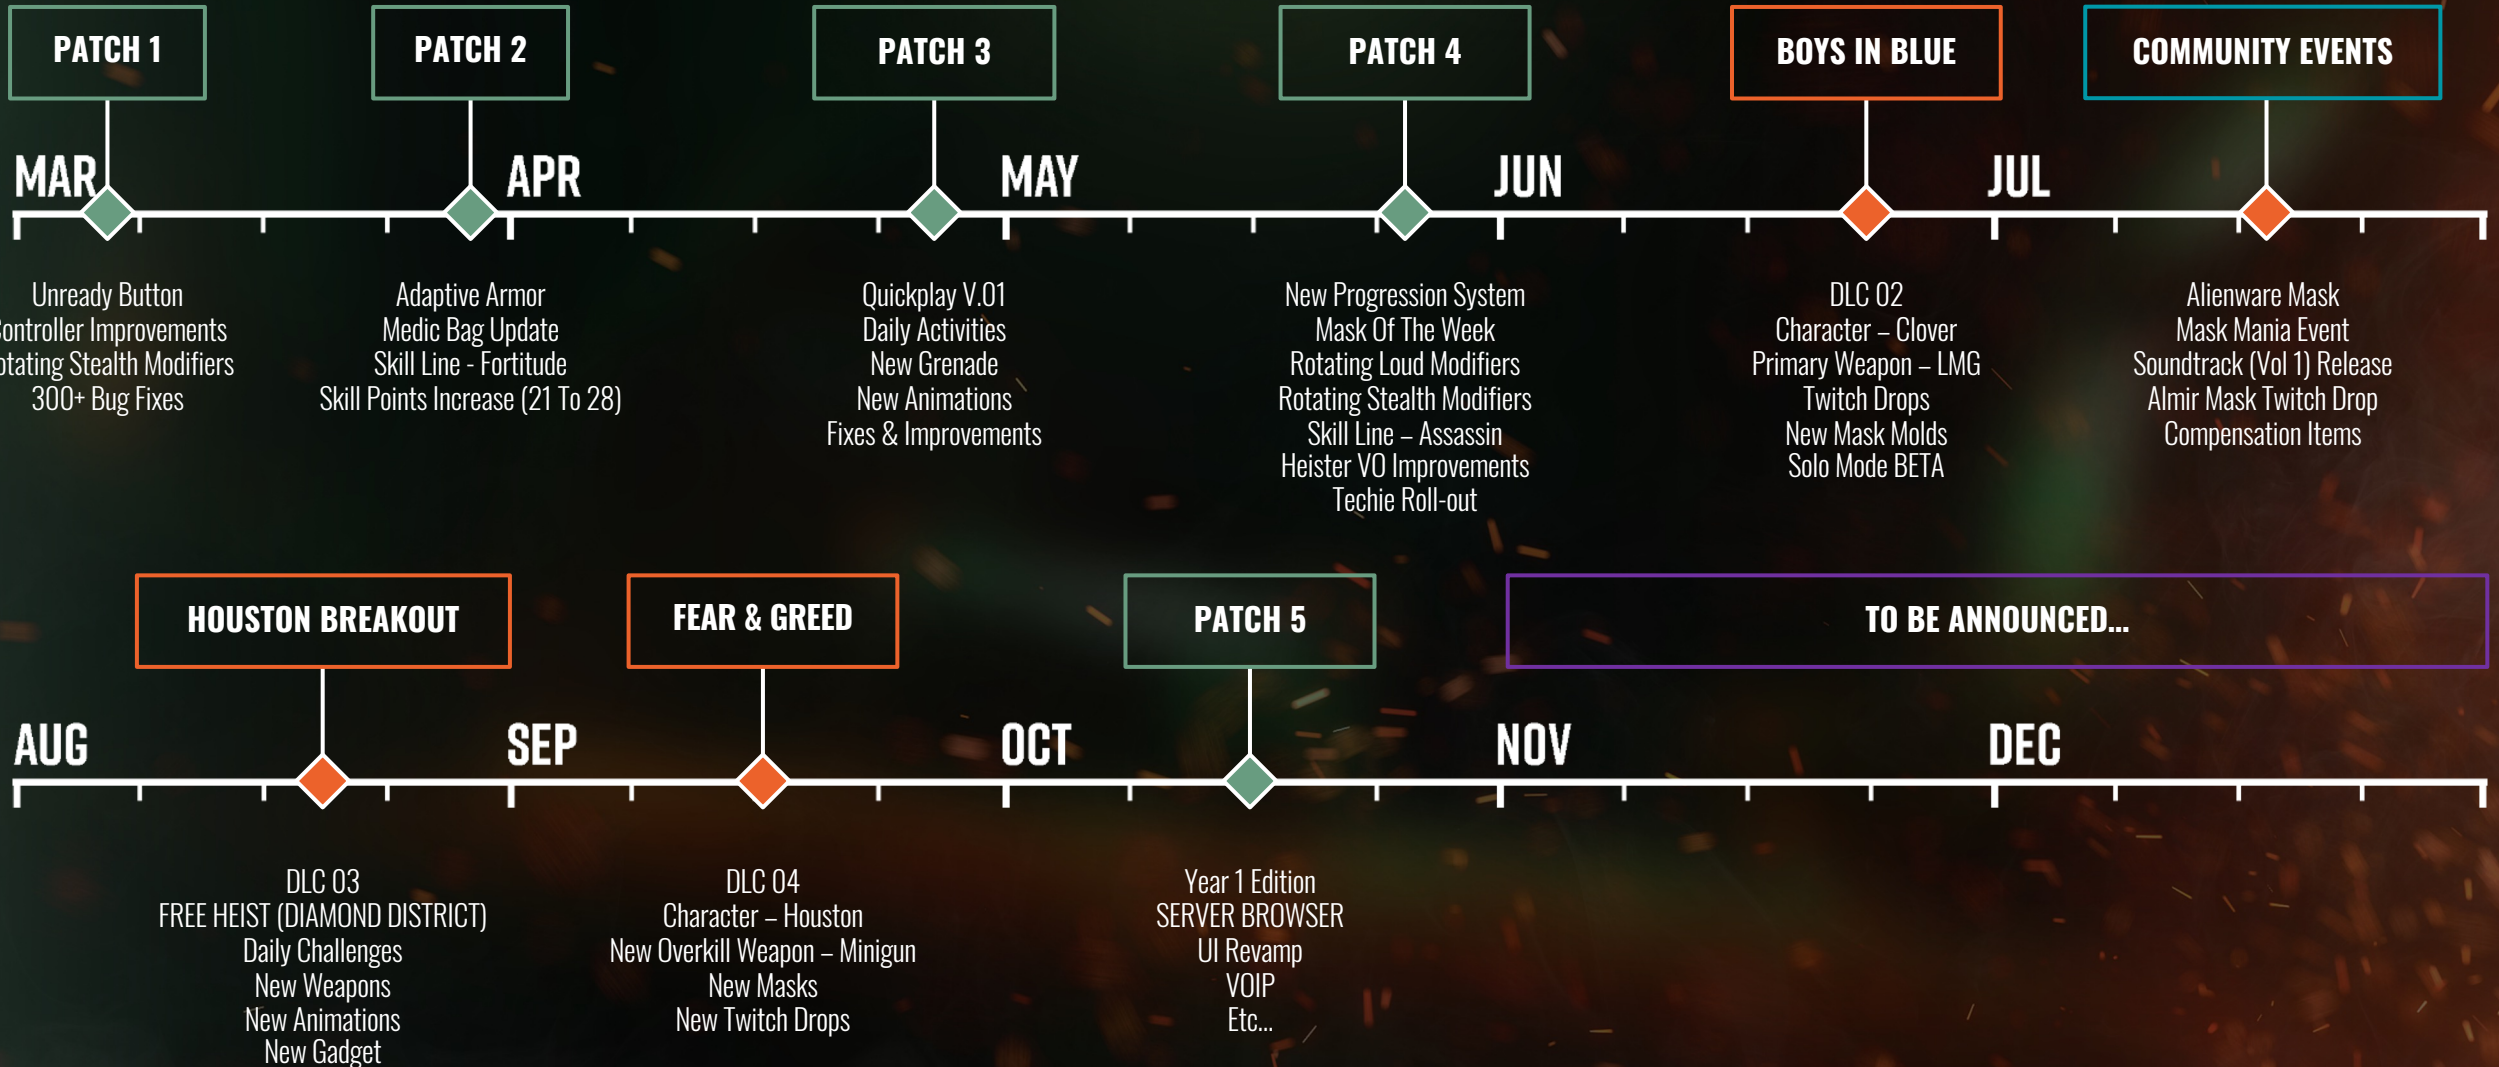 PATCH 1
PATCH 2
PATCH 3
PATCH 4
BOYS IN BLUE
COMMUNITY EVENTS
MAR
APR
MAY
JUN
JUL
Unready Button
ontroller Improvements
otating Stealth Modifiers
300+ Bug Fixes
Adaptive Armor
Medic Bag Update
Skill Line - Fortitude
Skill Points Increase (21 To 28)
Quickplay V.01
Daily Activities
New Grenade
New Animations
Fixes & Improvements
New Progression System
Mask Of The Week
Rotating Loud Modifiers
Rotating Stealth Modifiers
Skill Line – Assassin
Heister VO Improvements
Techie Roll-out
DLC 02
Character – Clover
Primary Weapon – LMG
Twitch Drops
New Mask Molds
Solo Mode BETA
Alienware Mask
Mask Mania Event
Soundtrack (Vol 1) Release
Almir Mask Twitch Drop
Compensation Items
HOUSTON BREAKOUT
FEAR & GREED
PATCH 5
TO BE ANNOUNCED...
AUG
SEP
OCT
NOV
DEC
DLC 03
FREE HEIST (DIAMOND DISTRICT)
Daily Challenges
New Weapons
New Animations
New Gadget
DLC 04
Character – Houston
New Overkill Weapon – Minigun
New Masks
New Twitch Drops
Year 1 Edition
SERVER BROWSER
UI Revamp
VOIP
Etc...